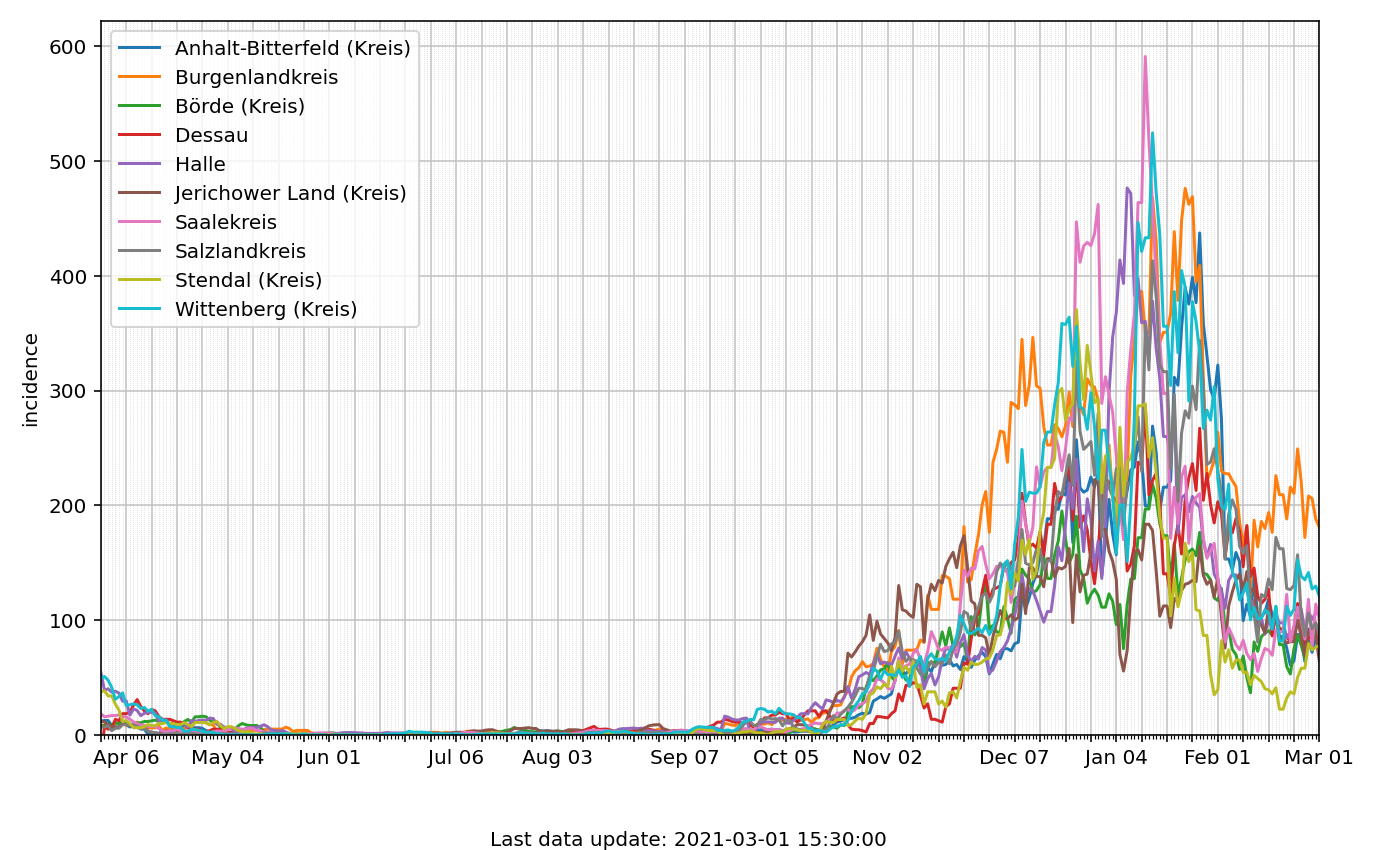 600
500
400
300
200
100
0
incidence
Anhalt-Bitterfeld (Kreis)
Burgenlandkreis
Börde (Kreis)
Dessau
Halle
Jerichower Land (Kreis)
Saalekreis
Salzlandkreis
Stendal (Kreis)
Wittenberg (Kreis)
Apr 06 May 04 Jun 01 Jul 06 Aug 03 Sep 07 Oct 05 Nov 02 Dec 07 Jan 04 Feb 01 Mar 01
Last data update: 2021-03-01 15:30:00